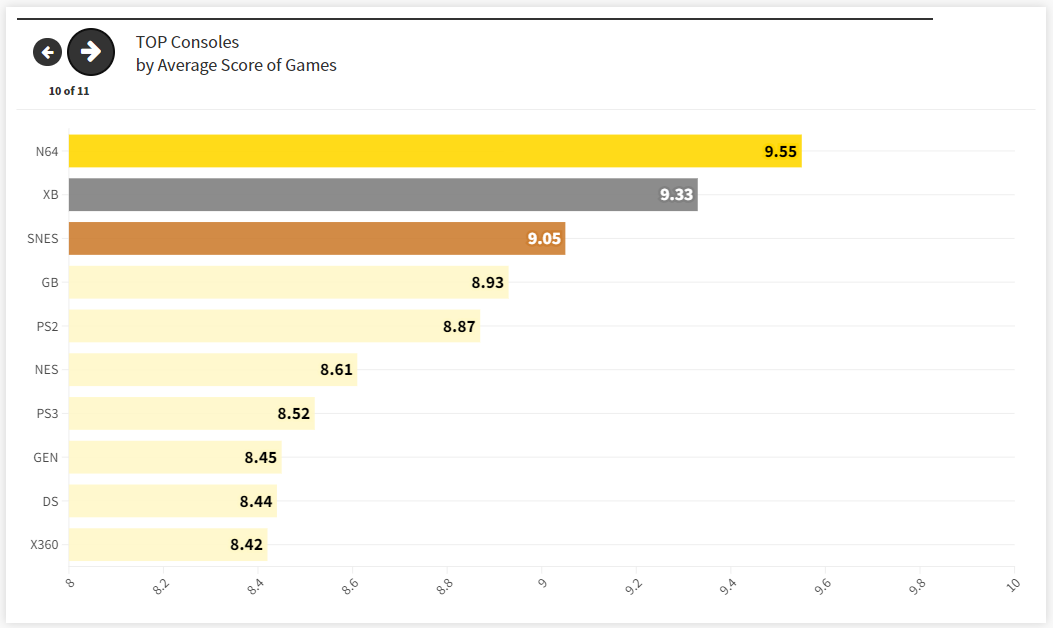 TOP Consoles
by Average Score of Games
10 of 11
N64 9.55
XB 9.33
SNES 9.05
GB 8.93
PS2 8.87
NES 8.61
PS3 8.52
GEN 8.45
DS 8.44
X360 8.42
8 8.2 8.4 8.6 8.8 9 9.2 9.4 9.6 9.8 10